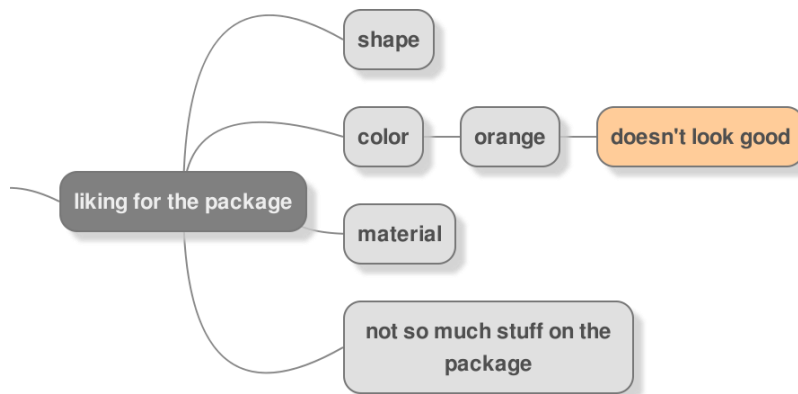 shape
color
orange
doesn't look good
liking for the package
material
not so much stuff on the
package